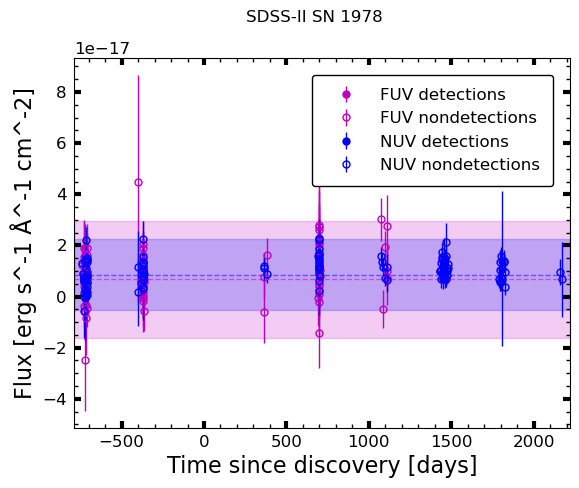 SDSS-II SN 1978
1e−17
Flux [erg s^-1 Å^-1 cm^-2]
8
6
4
2
0
−2
−4
FUV detections
FUV nondetections
NUV detections
NUV nondetections
−500 0 500 1000 1500 2000
Time since discovery [days]